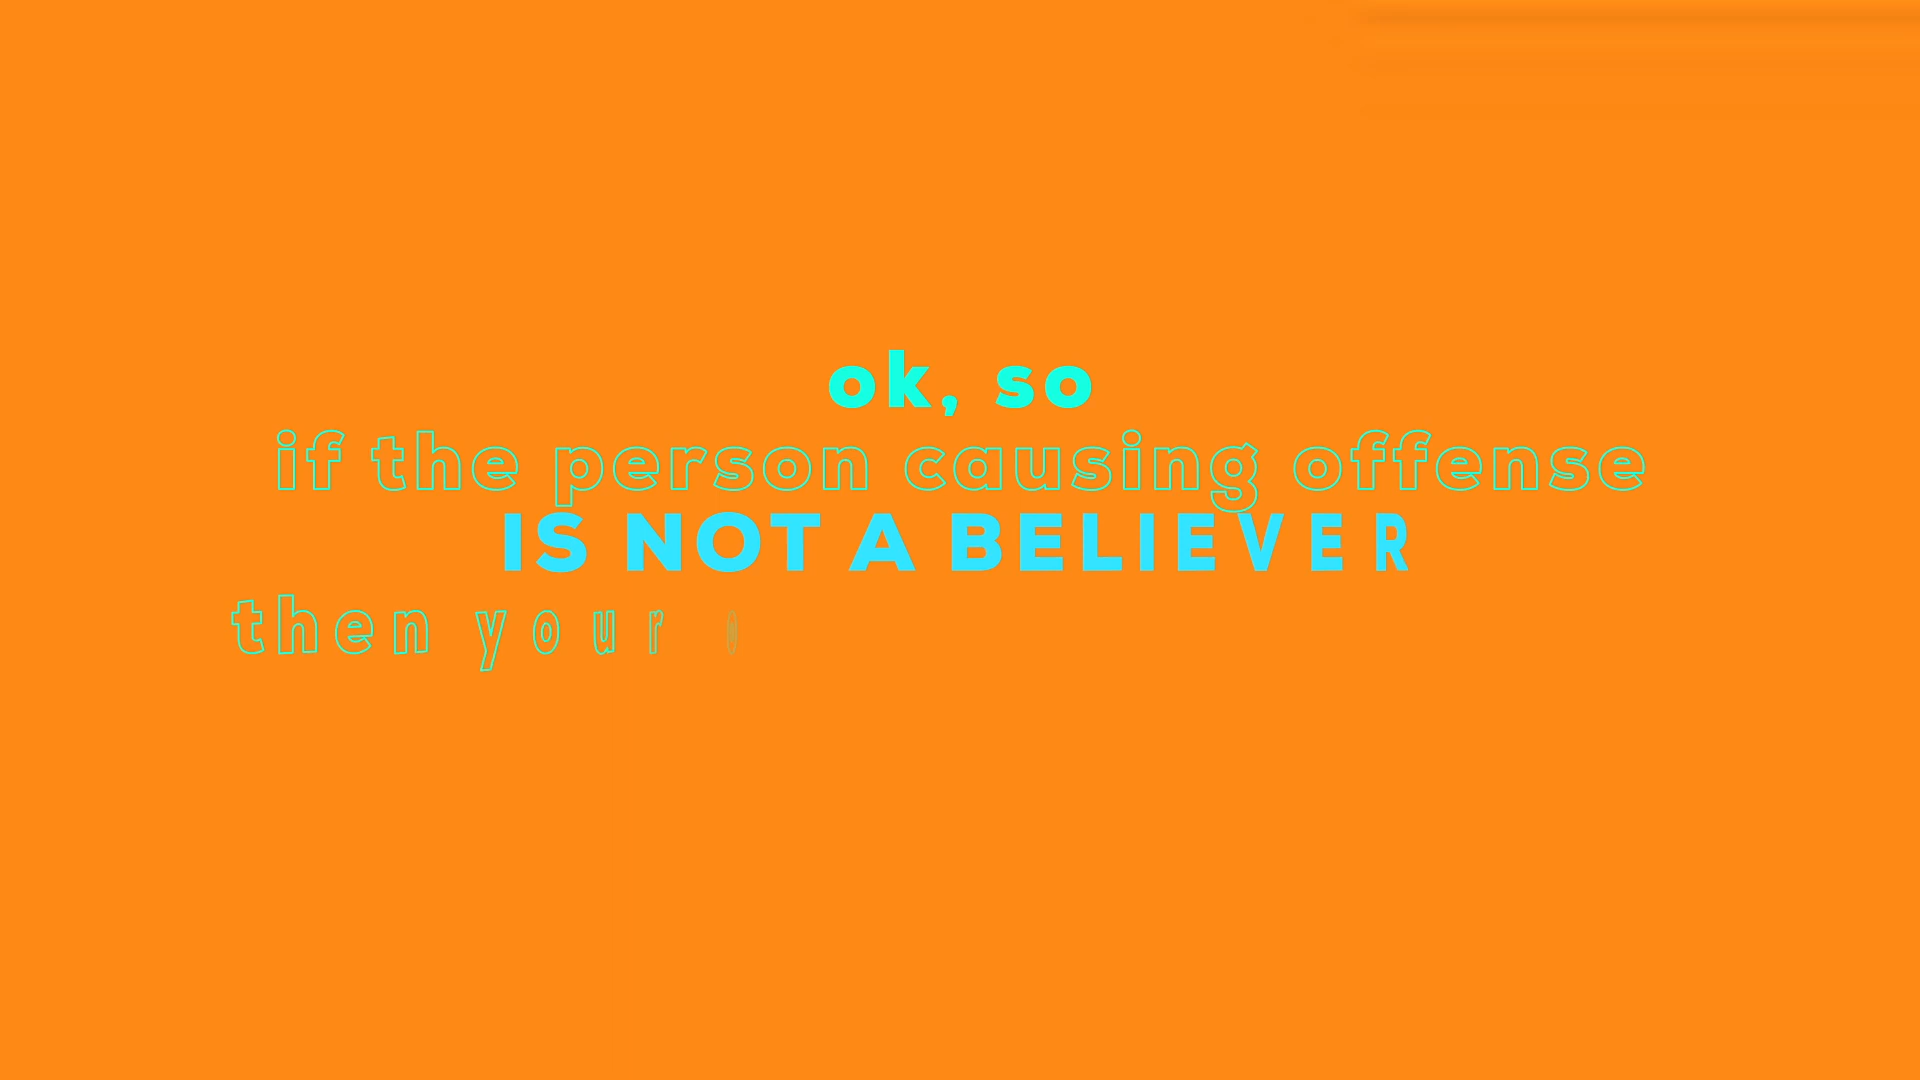 ok, so
if the person causing offense
IS NOT A BELIEVER
then your